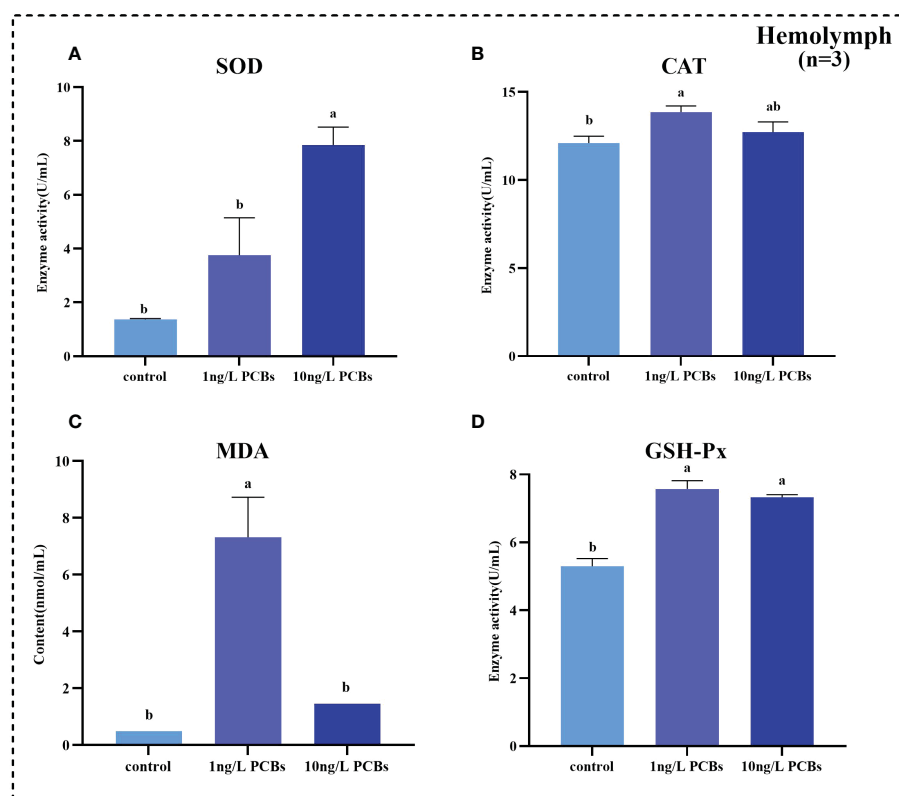 Hemolymph
(n=3)
A
SOD
Enzyme activity(U/mL)
10
8
6
4
2
0
b
b
a
control
1ng/L PCBs
10ng/L PCBs
B
CAT
Enzyme activity(U/mL)
15
10
5
0
b
a
ab
control
1ng/L PCBs
10ng/L PCBs
C
MDA
Content(nmol/mL)
10
8
6
4
2
0
b
a
b
control
1ng/L PCBs
10ng/L PCBs
D
GSH-Px
Enzyme activity(U/mL)
8
6
4
2
0
b
a
a
control
1ng/L PCBs
10ng/L PCBs